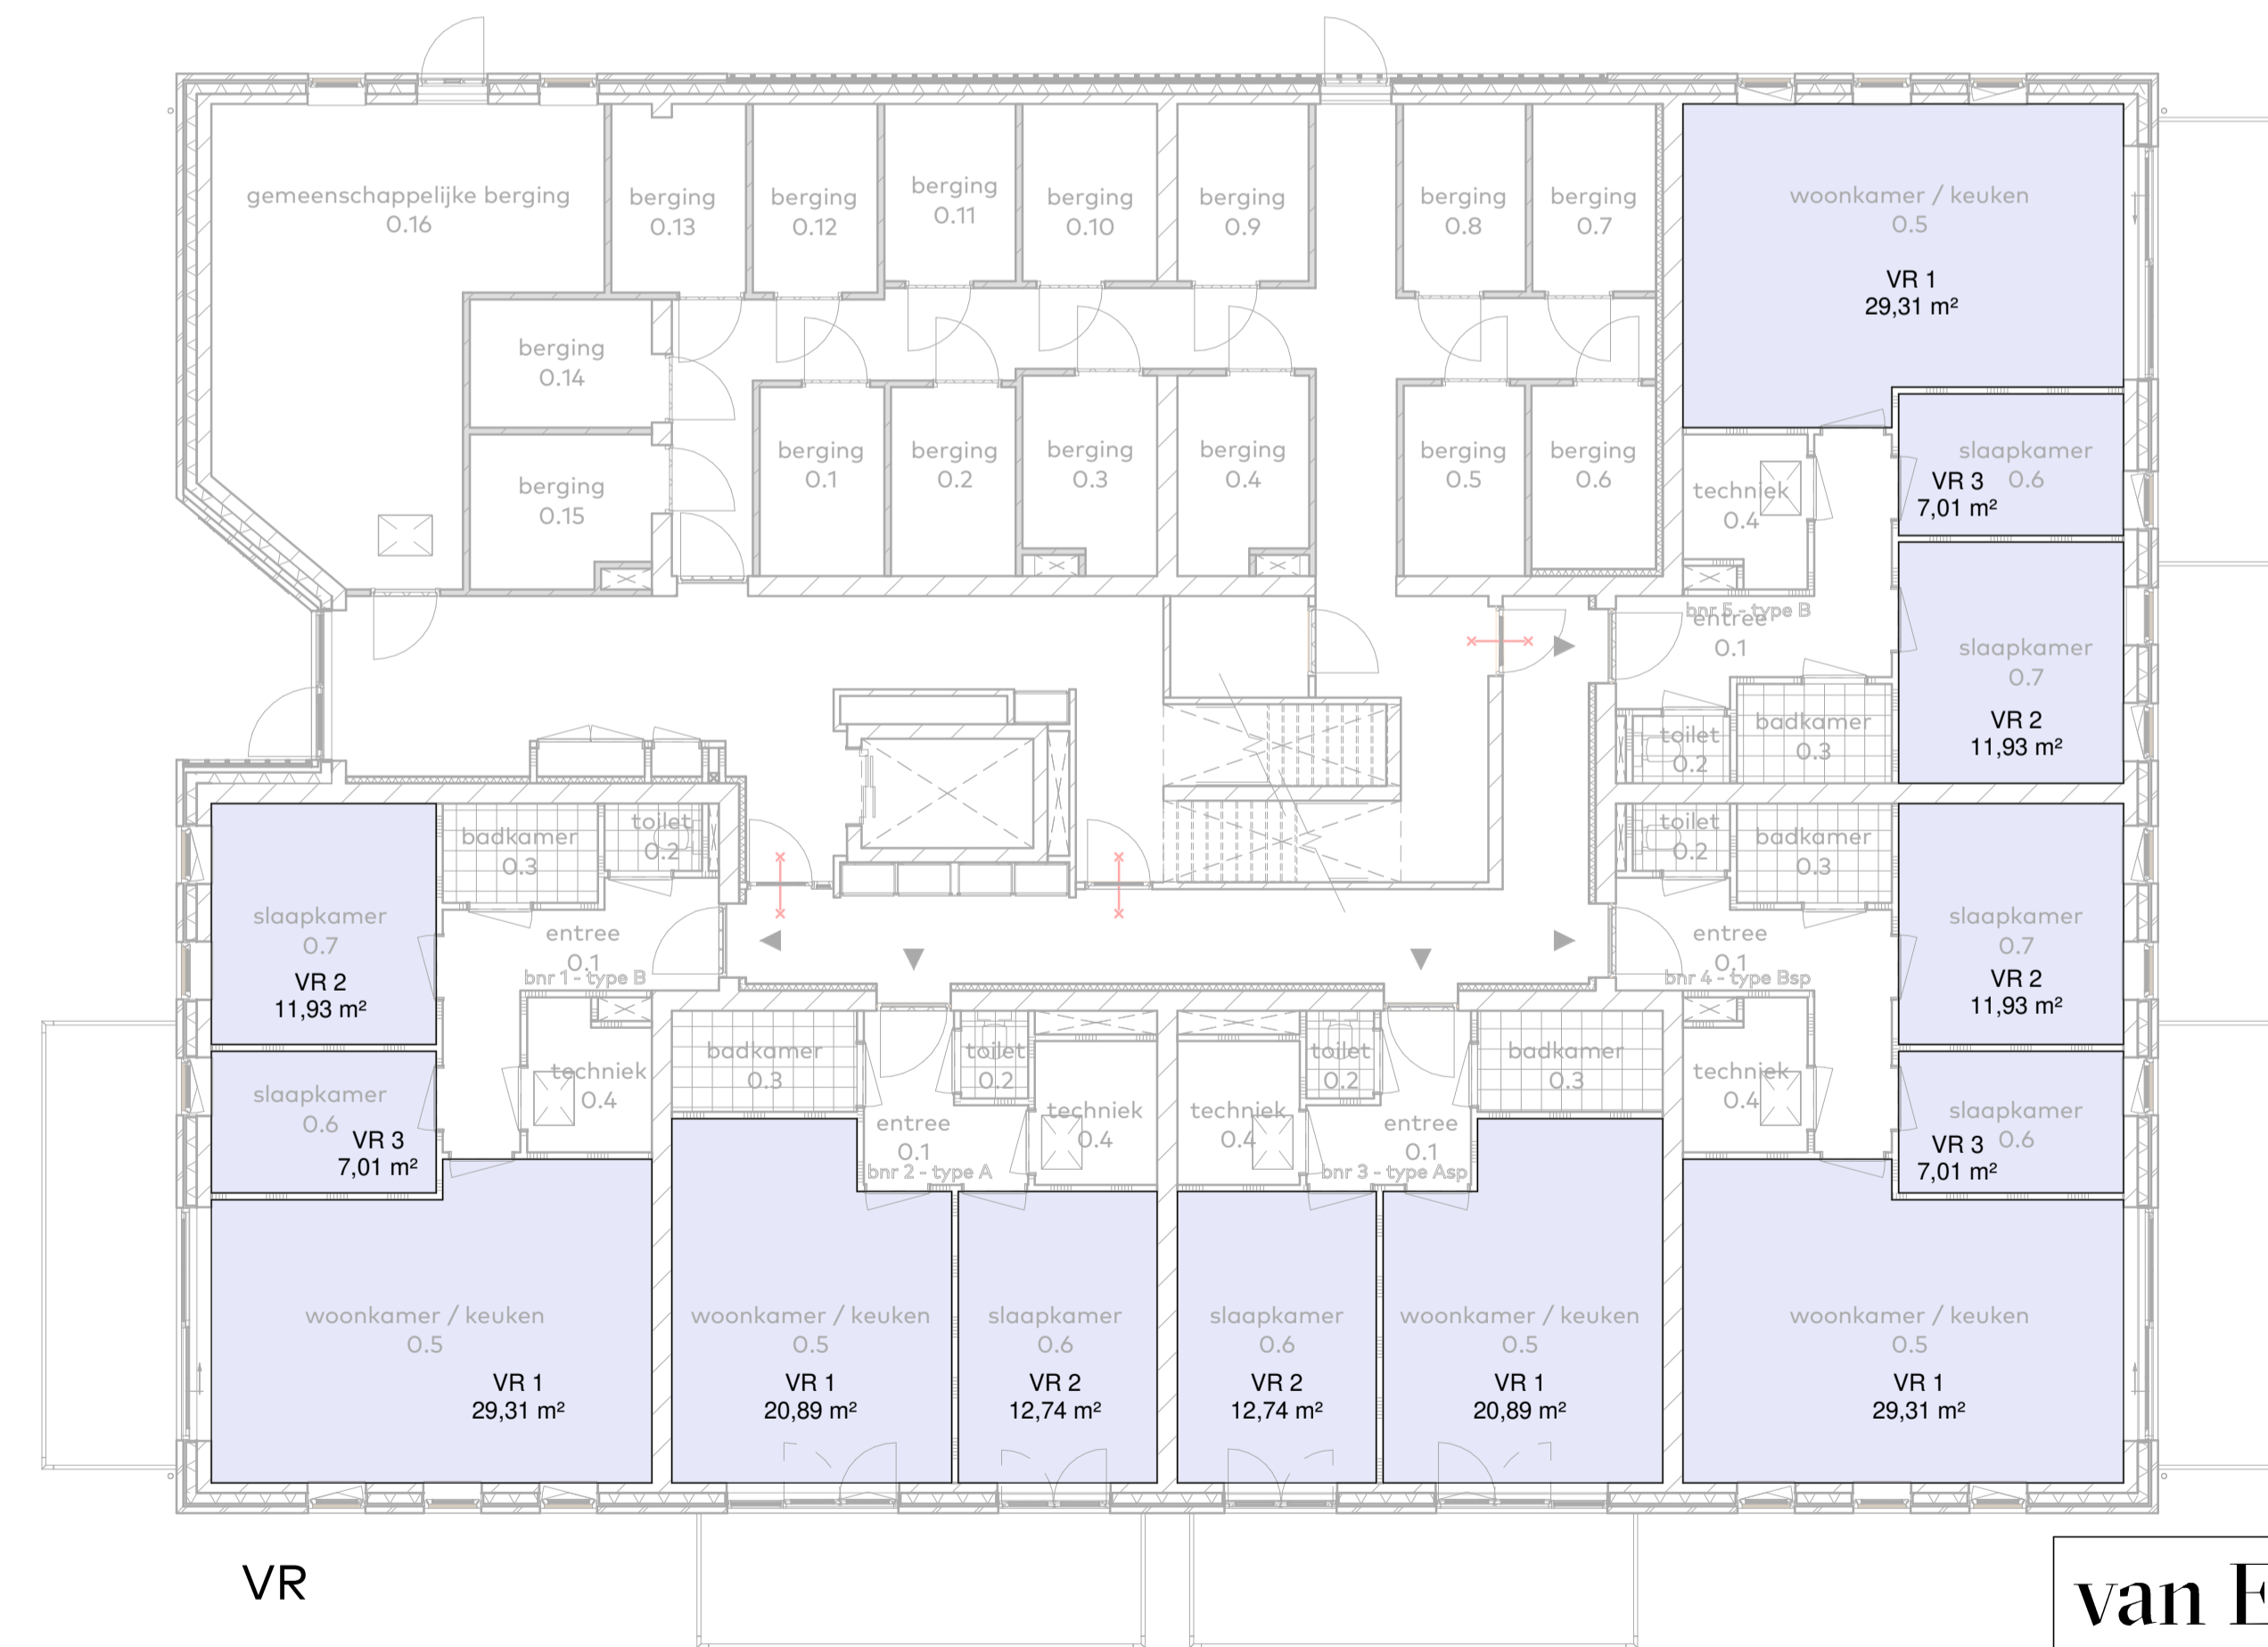 gemeenschappelijke berging
0.16
berging
0.13
berging
0.12
berging
0.11
berging
0.10
berging
0.9
berging
0.8
berging
0.7
woonkamer / keuken
0.5
VR 1
29,31 m²
berging
0.14
berging
0.15
berging
0.1
berging
0.2
berging
0.3
berging
0.4
berging
0.5
berging
0.6
techniek
0.4
slaapkamer
0.6
VR 3
7,01 m²
bnr 5 - type B
entree
0.1
slaapkamer
0.7
VR 2
11,93 m²
toilet
0.2
badkamer
0.3
slaapkamer
0.7
VR 2
11,93 m²
badkamer
0.3
toilet
0.2
entree
0.1
bnr 1 - type B
toilet
0.2
badkamer
0.3
entree
0.1
bnr 4 - type Bsp
slaapkamer
0.7
VR 2
11,93 m²
slaapkamer
0.6
VR 3
7,01 m²
techniek
0.4
badkamer
0.3
toilet
0.2
entree
0.1
bnr 2 - type A
techniek
0.4
techniek
0.4
toilet
0.2
entree
0.1
bnr 3 - type Asp
badkamer
0.3
techniek
0.4
slaapkamer
0.6
VR 3
7,01 m²
woonkamer / keuken
0.5
VR 1
29,31 m²
woonkamer / keuken
0.5
VR 1
20,89 m²
slaapkamer
0.6
VR 2
12,74 m²
slaapkamer
0.6
VR 2
12,74 m²
woonkamer / keuken
0.5
VR 1
20,89 m²
woonkamer / keuken
0.5
VR 1
29,31 m²
VR
van E